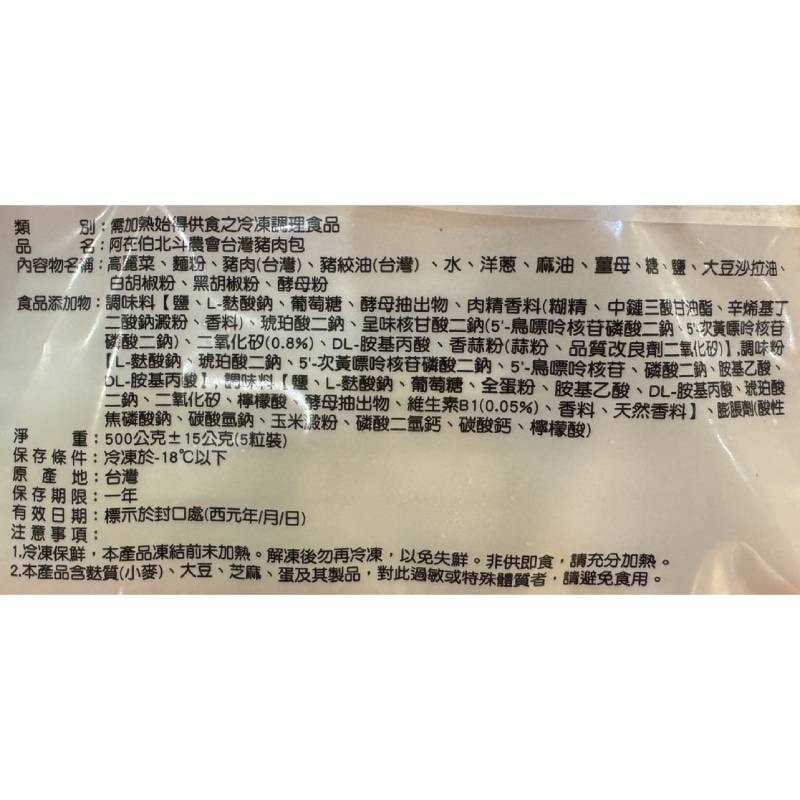 類 別：需加熱始得供食之冷凍調理食品
品 名：阿在伯北斗農會台灣豬肉包
內容物名稱：高麗菜、麵粉、豬肉(台灣)、豬絞油(台灣)、水、洋蔥、麻油、薑母、糖、鹽、大豆沙拉油、
白胡椒粉、黑胡椒粉、酵母粉
食品添加物：調味料【鹽、L-麩酸鈉、葡萄糖、酵母抽出物、肉精香料(糊精、中鏈三酸甘油酯、辛烯基丁
二酸鈉澱粉、香料)、琥珀酸二鈉、呈味核甘酸二鈉(5'-鳥嘌呤核苷磷酸二鈉、5'-次黃嘌呤核苷
磷酸二鈉)、二氧化矽(0.8%)、DL-胺基丙酸、香蒜粉(蒜粉、品質改良劑二氧化矽)】,調味粉
【L-麩酸鈉、琥珀酸二鈉、5'-次黃嘌呤核苷磷酸二鈉、5'-鳥嘌呤核苷、磷酸二鈉、胺基乙酸、
DL-胺基丙酸】,調味料【鹽、L-麩酸鈉、葡萄糖、全蛋粉、胺基乙酸、DL-胺基丙酸、琥珀酸
二鈉、二氧化矽、檸檬酸、酵母抽出物、維生素B1(0.05%)、香料、天然香料】、膨脹劑(酸性
焦磷酸鈉、碳酸氫鈉、玉米澱粉、磷酸二氫鈣、碳酸鈣、檸檬酸)
淨 重：500公克±15公克(5粒裝)
保存條件：冷凍於-18℃以下
原 產 地：台灣
保存期限：一年
有效日期：標示於封口處(西元年/月/日)
注意事項：
1.冷凍保鮮，本產品凍結前未加熱。解凍後勿再冷凍，以免失鮮。非供即食，請充分加熱。
2.本產品含麩質(小麥)、大豆、芝麻、蛋及其製品，對此過敏或特殊體質者，請避免食用。